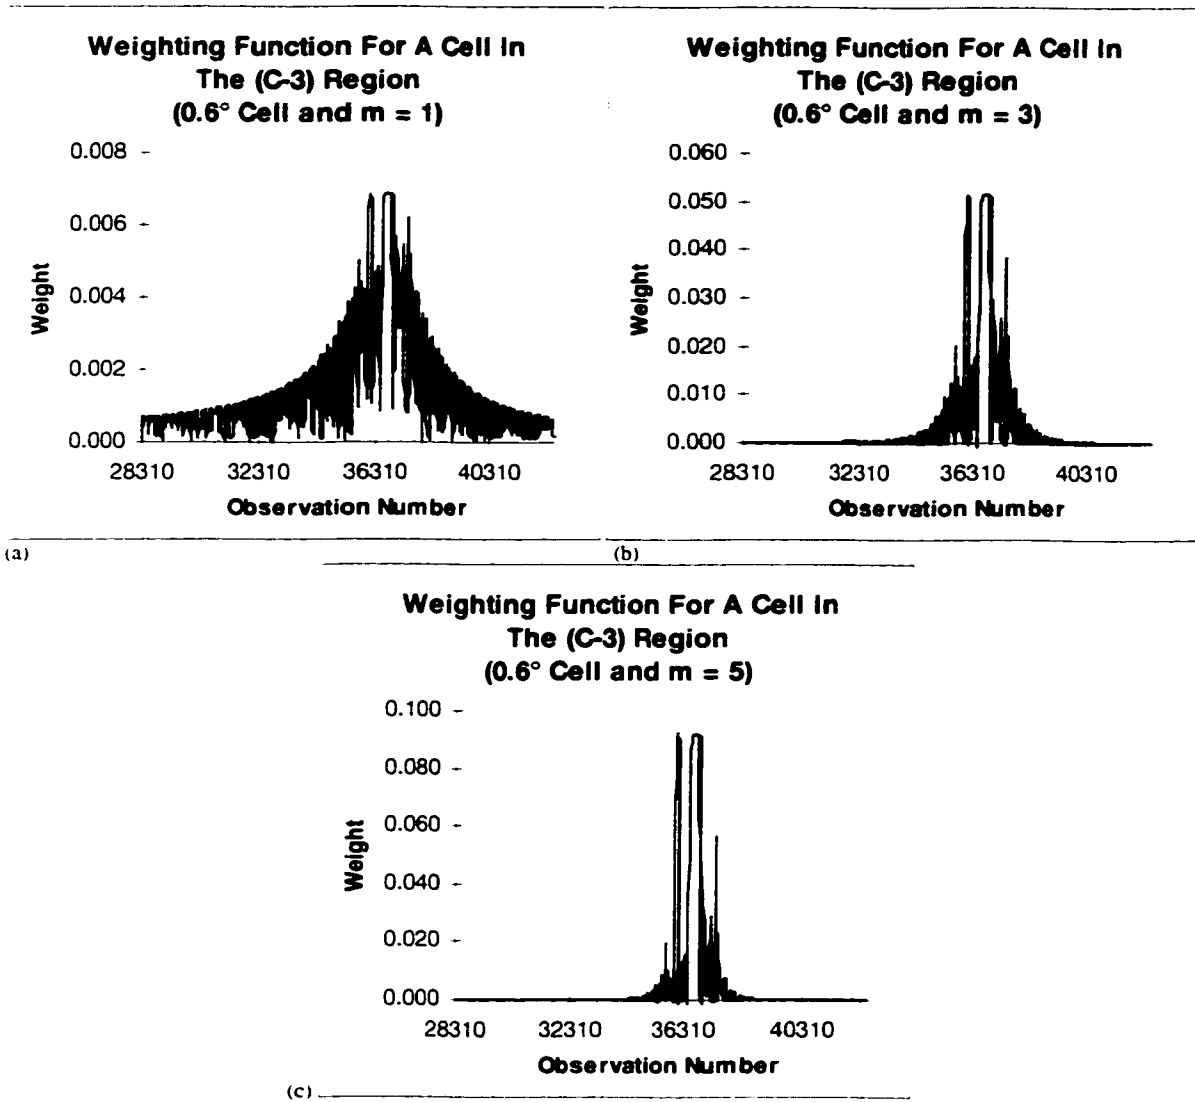 Weighting Function For A Cell In
The (C-3) Region
(0.6° Cell and m = 1)
0.008
0.006
0.004
0.002
0.000
Weight
28310 32310 36310 40310
Observation Number
(a)
Weighting Function For A Cell In
The (C-3) Region
(0.6° Cell and m = 3)
0.060
0.050
0.040
0.030
0.020
0.010
0.000
Weight
28310 32310 36310 40310
Observation Number
(b)
Weighting Function For A Cell In
The (C-3) Region
(0.6° Cell and m = 5)
0.100
0.080
0.060
0.040
0.020
0.000
Weight
28310 32310 36310 40310
Observation Number
(c)